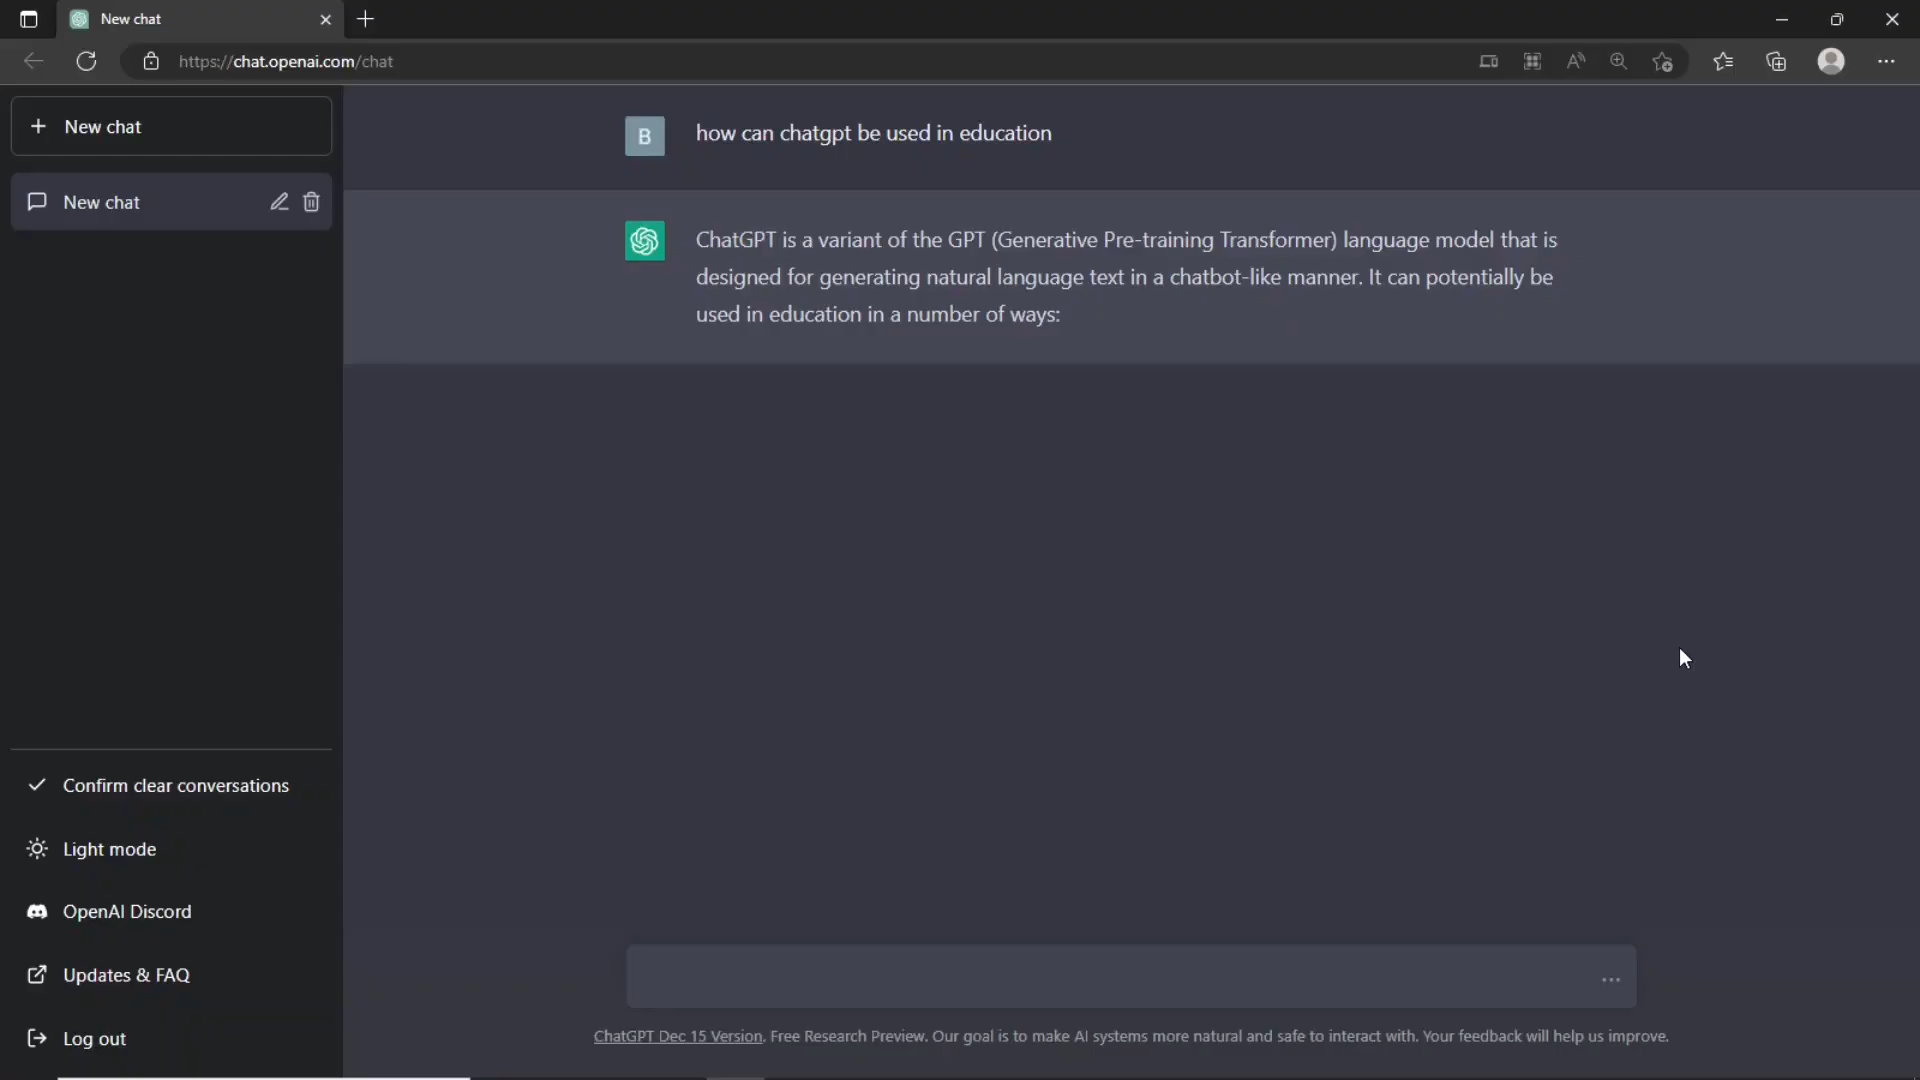 New chat
https://chat.openai.com/chat
New chat
New chat
B
how can chatgpt be used in education
ChatGPT is a variant of the GPT (Generative Pre-training Transformer) language model that is
designed for generating natural language text in a chatbot-like manner. It can potentially be
used in education in a number of ways:
Confirm clear conversations
Light mode
OpenAI Discord
Updates & FAQ
Log out
ChatGPT Dec 15 Version. Free Research Preview. Our goal is to make AI systems more natural and safe to interact with. Your feedback will help us improve.